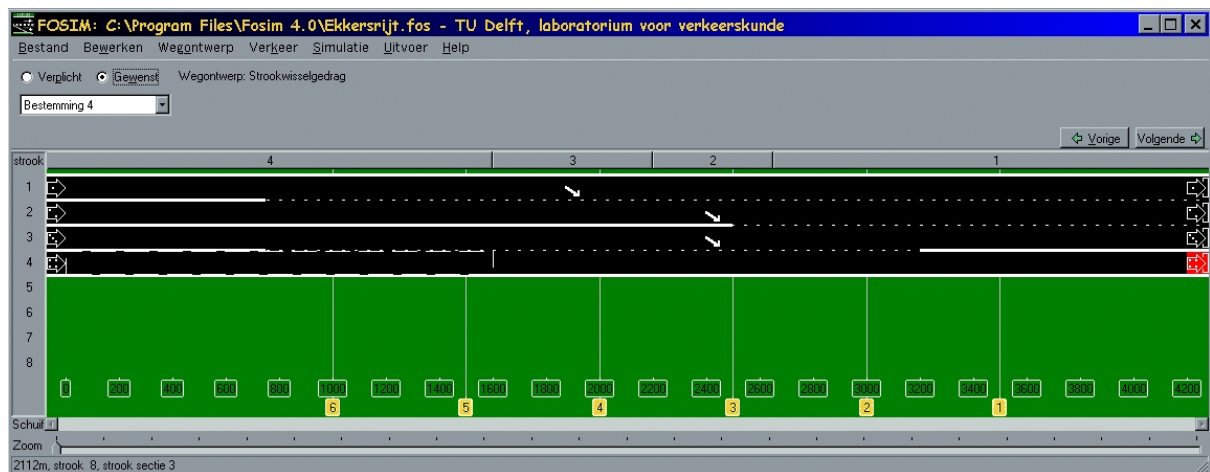 FOSIM: C:\Program Files\Fosim 4.0\Ekkersrijt.fos - TU Delft, laboratorium voor verkeerskunde
Bestand Bewerken Wegontwerp Verkeer Simulatie Uitvoer Help
Verplicht Gewenst Wegontwerp: Strookwisselgedrag
Bestemming 4
Vorige Volgende
strook 4 3 2 1
1
2
3
4
5
6
7
8
0 200 400 600 800 1000 1200 1400 1600 1800 2000 2200 2400 2600 2800 3000 3200 3400 3600 3800 4000 4200
6 5 4 3 2 1
Schuif
Zoom
2112m, strook 8, strook sectie 3